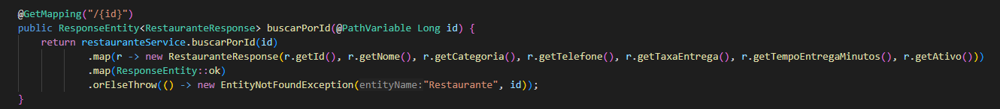 @GetMapping("/{id}")
public ResponseEntity<RestauranteResponse> buscarPorId(@PathVariable Long id) {
    return restauranteService.buscarPorId(id)
            .map(r -> new RestauranteResponse(r.getId(), r.getNome(), r.getCategoria(), r.getTelefone(), r.getTaxaEntrega(), r.getTempoEntregaMinutos(), r.getAtivo()))
            .map(ResponseEntity::ok)
            .orElseThrow(() -> new EntityNotFoundException(entityName:"Restaurante", id));
}